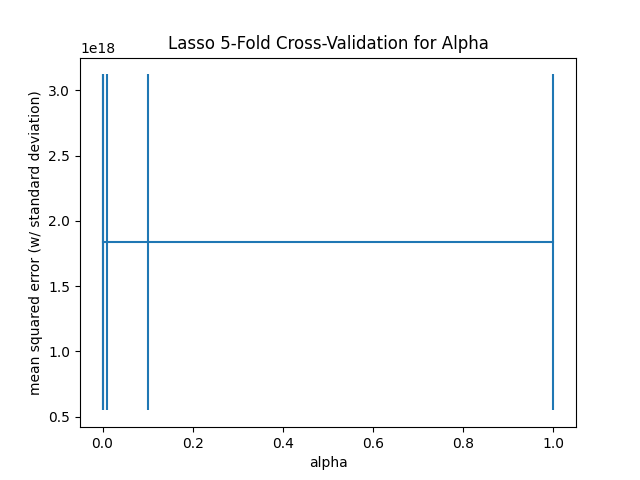 Lasso 5-Fold Cross-Validation for Alpha
1e18
mean squared error (w/ standard deviation)
3.0
2.5
2.0
1.5
1.0
0.5
0.0 0.2 0.4 0.6 0.8 1.0
alpha